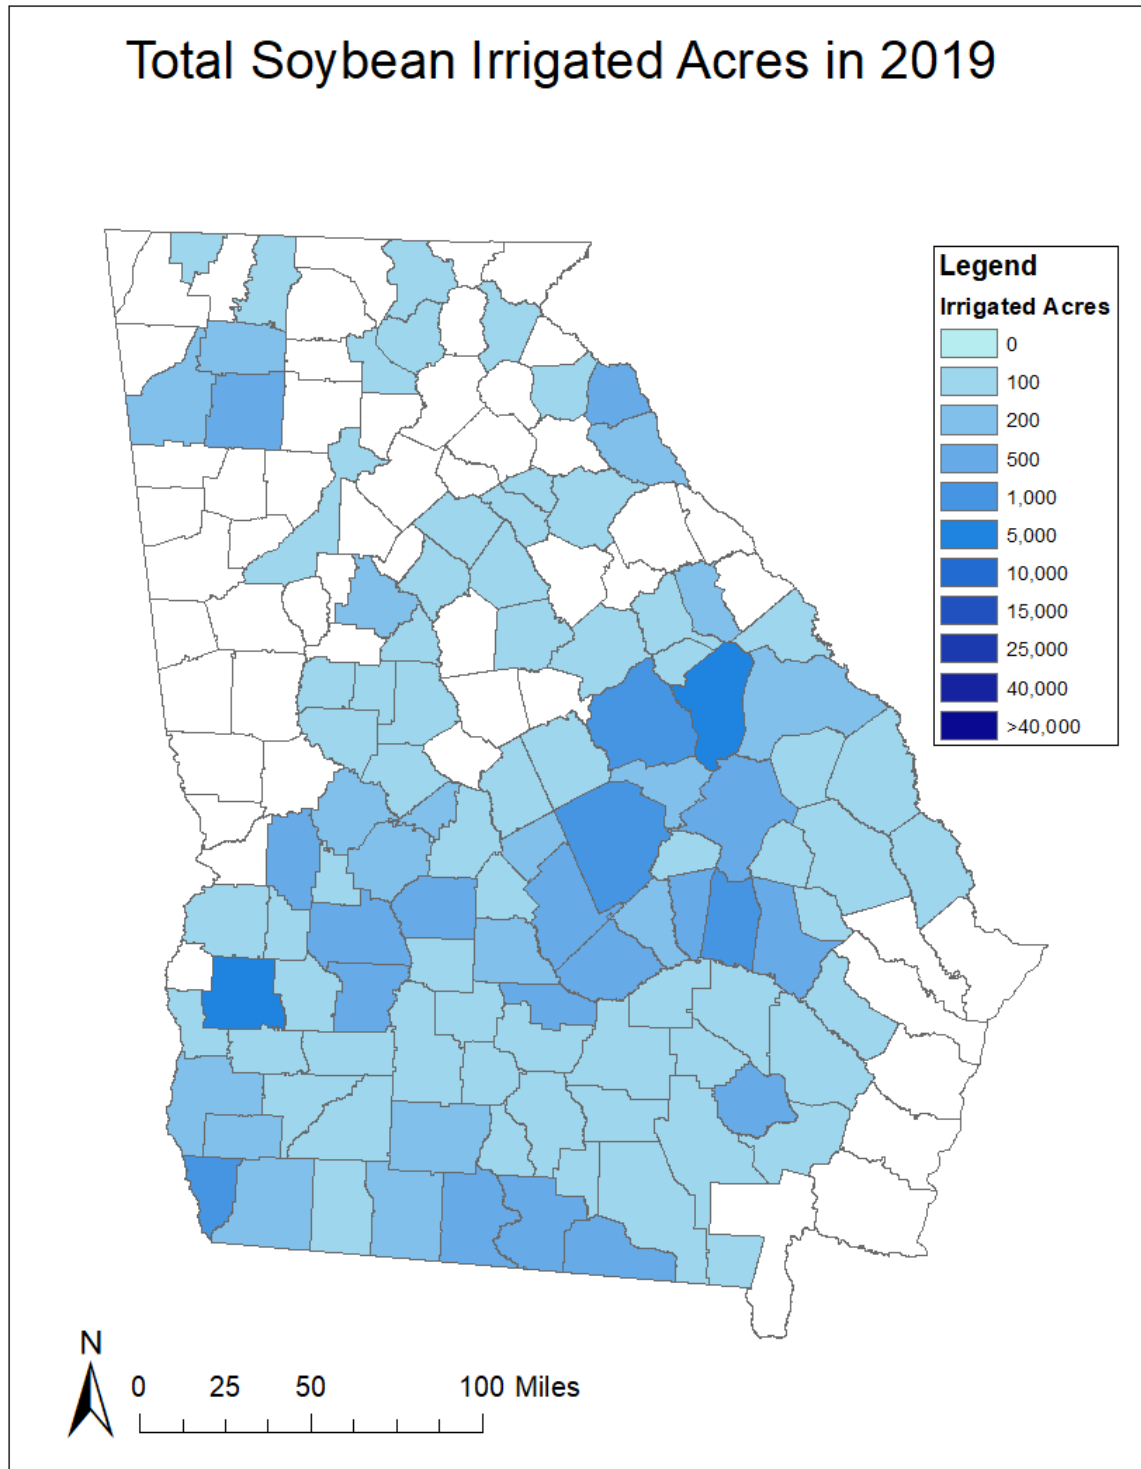 Total Soybean Irrigated Acres in 2019
Legend
Irrigated Acres
0
100
200
500
1,000
5,000
10,000
15,000
25,000
40,000
>40,000
N
0 25 50 100 Miles